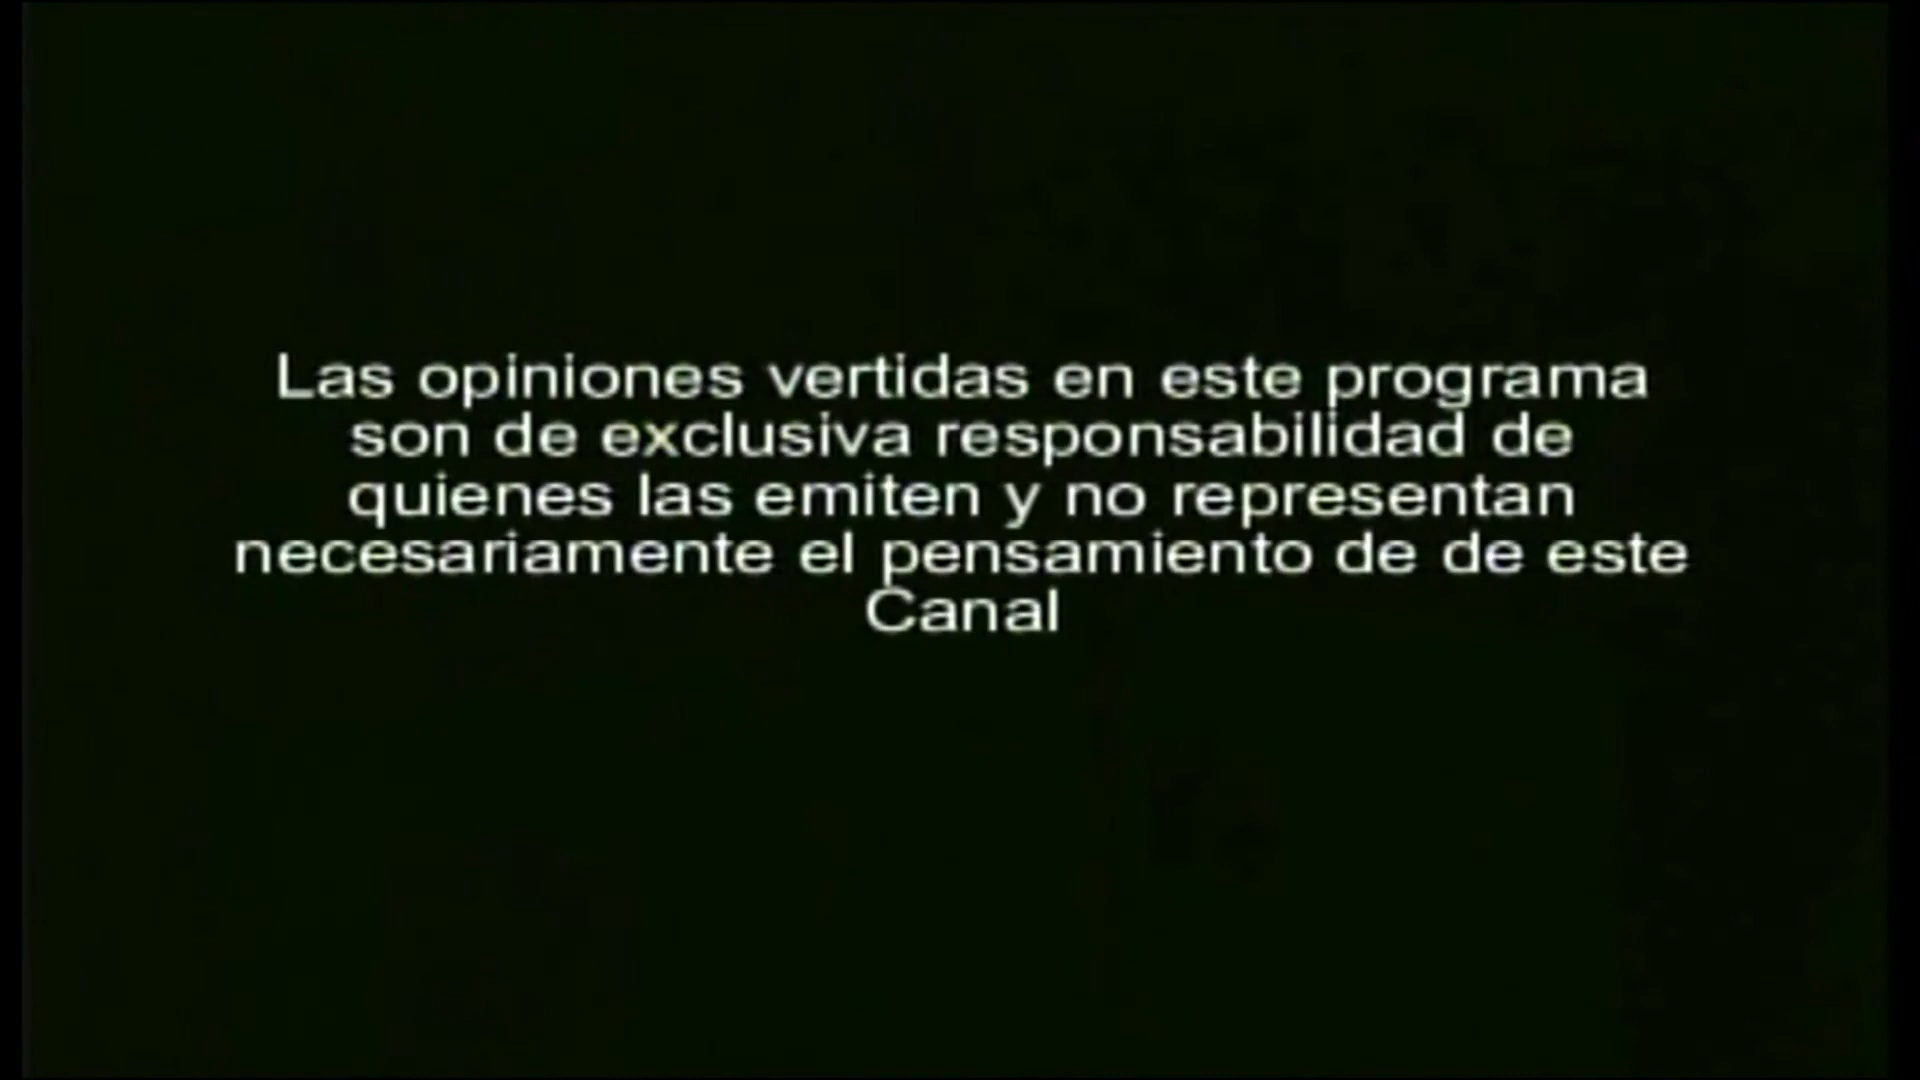 Las opiniones vertidas en este programa
son de exclusiva responsabilidad de
quienes las emiten y no representan
necesariamente el pensamiento de de este
Canal